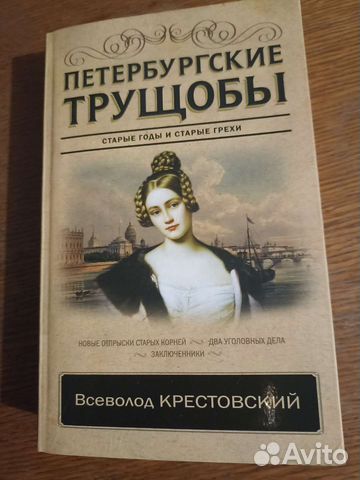 ПЕТЕРБУРГСКИЕ
ТРУЩОБЫ
СТАРЫЕ ГОДЫ И СТАРЫЕ ГРЕХИ
НОВЫЕ ОТПРЫСКИ СТАРЫХ КОРНЕЙ ~ ДВА УГОЛОВНЫХ ДЕЛА
~ ЗАКЛЮЧЕННИКИ ~
Всеволод КРЕСТОВСКИЙ
Avito